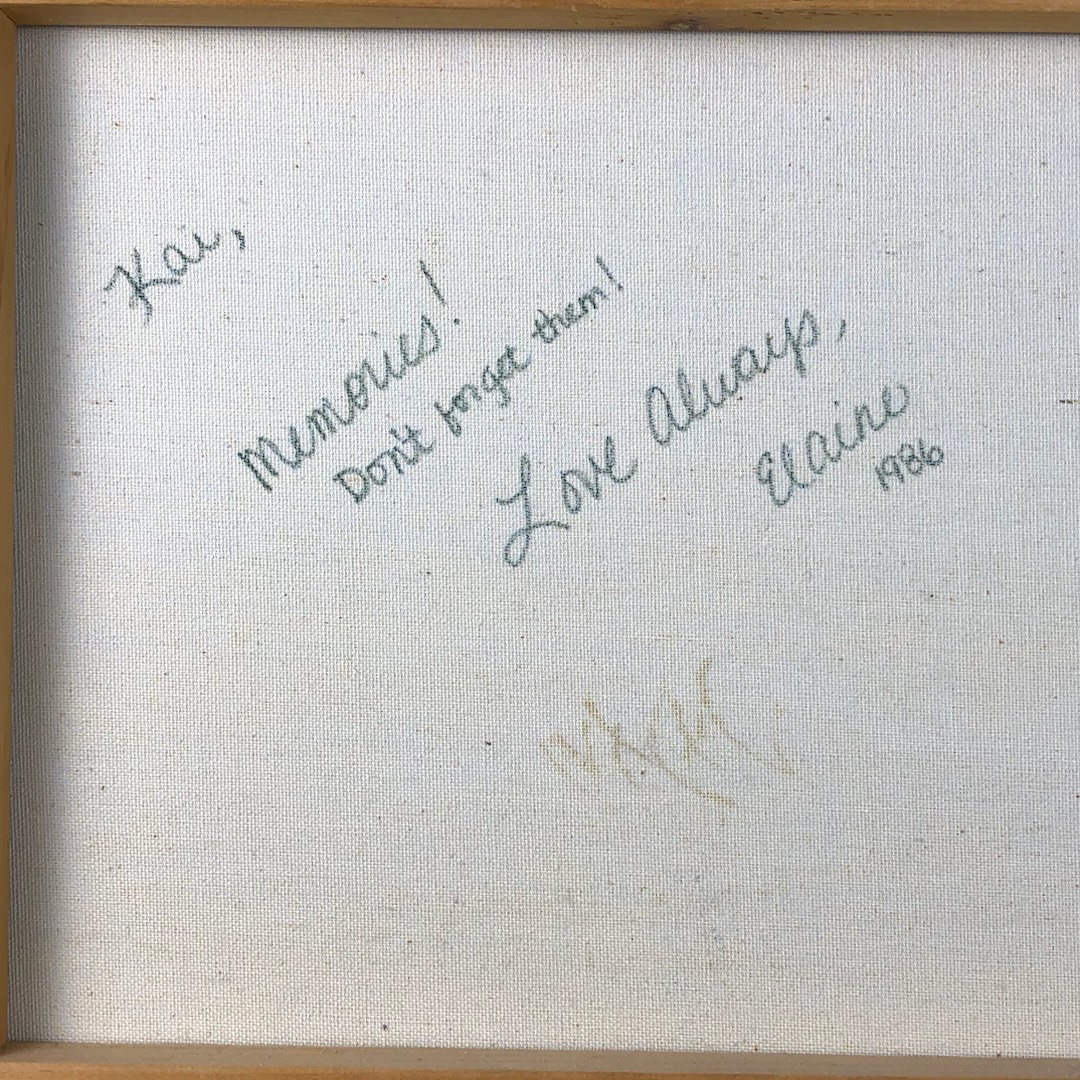 Kai,
Memories!
Don't forget them!
Love Always,
Elaine
1986